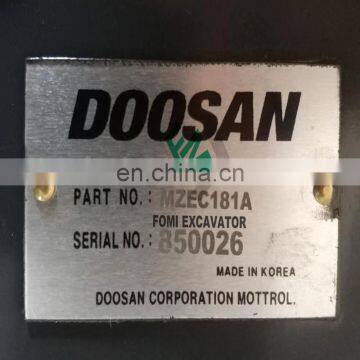 DOOSAN
en.china.cn
PART NO.: MZEC181A
FOMI EXCAVATOR
SERIAL NO.: 850026
MADE IN KOREA
DOOSAN CORPORATION MOTTROL.